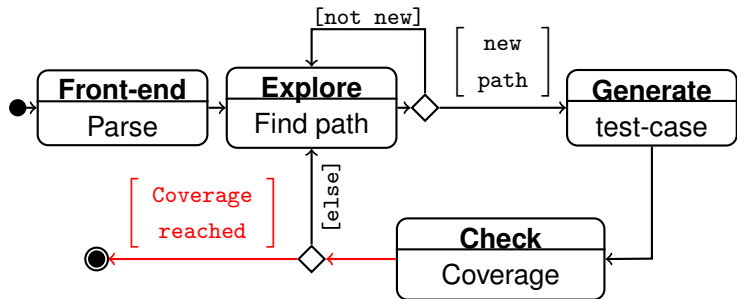 [not new]
new
path
Front-end
Parse
Explore
Find path
Generate
test-case
[else]
Coverage
reached
Check
Coverage